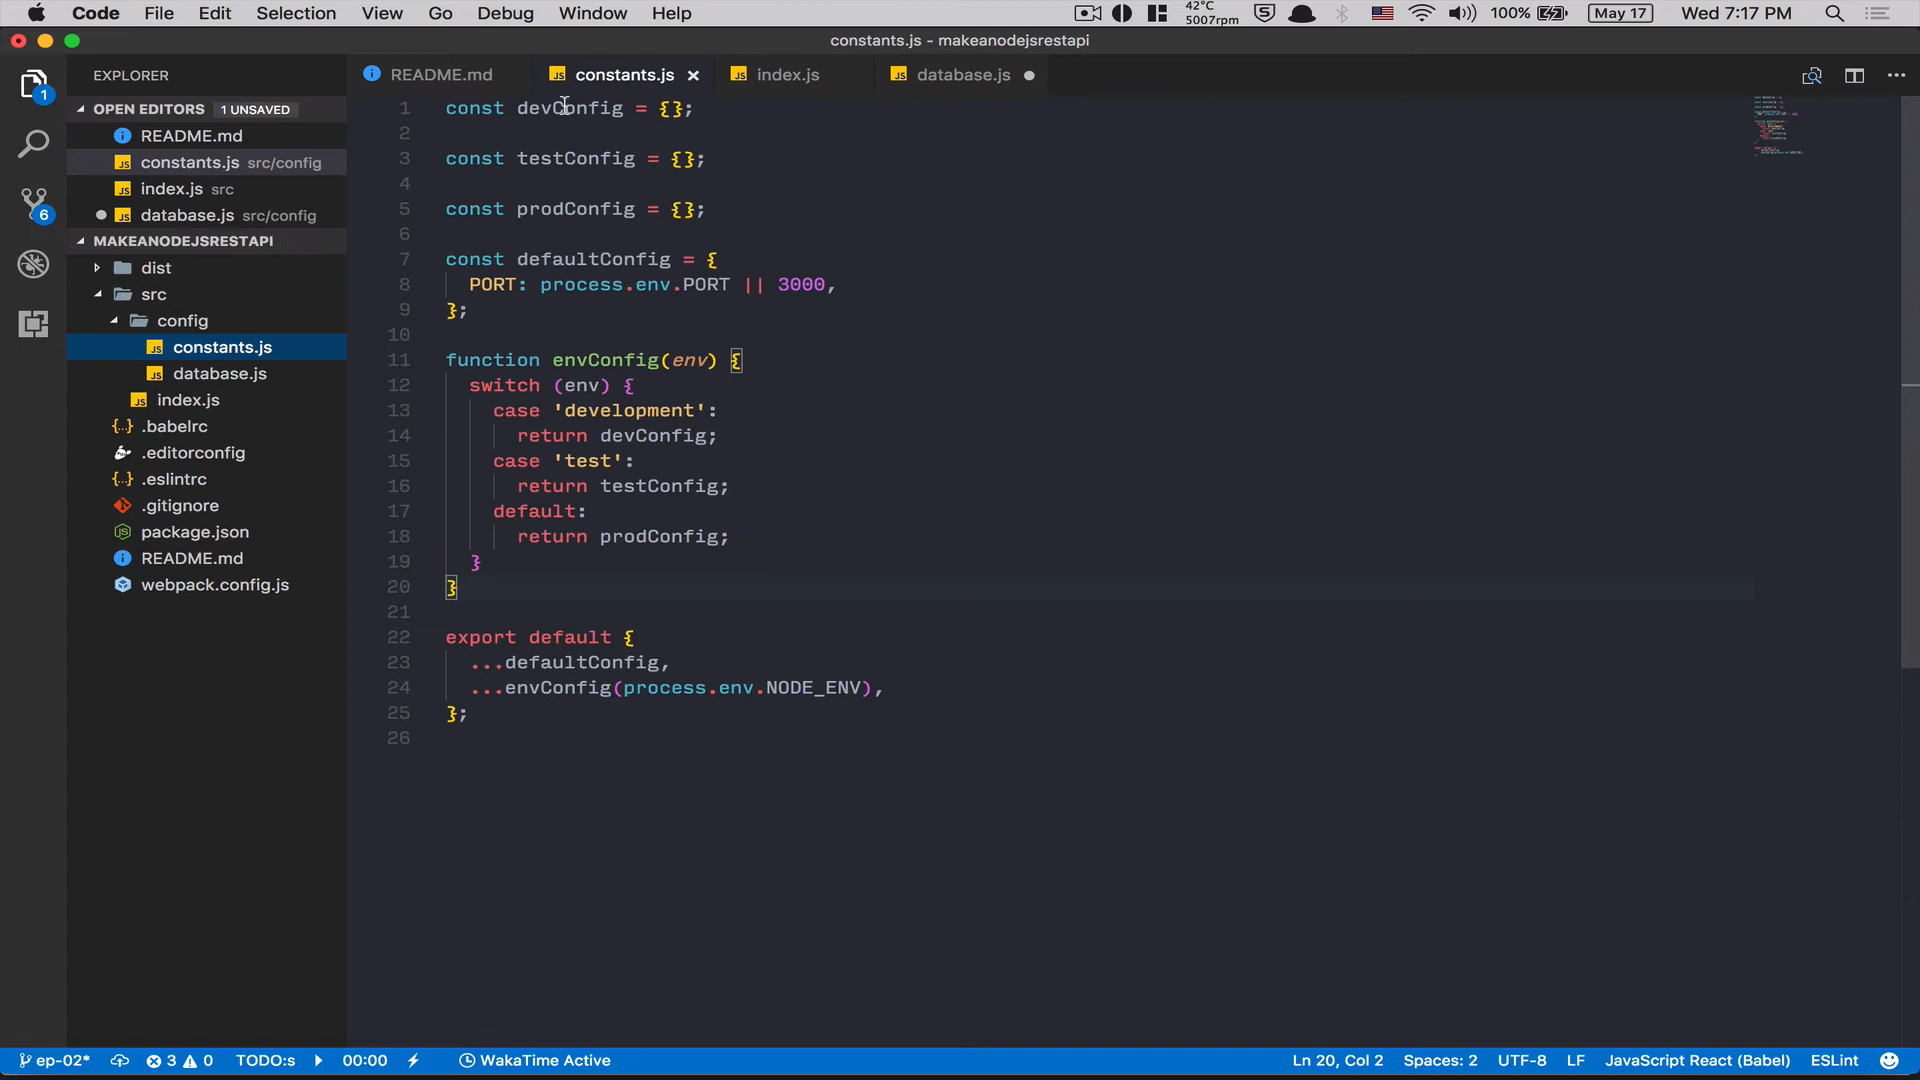 Code File Edit Selection View Go Debug Window Help 42°C 5007rpm 100% May 17 Wed 7:17 PM
constants.js - makeanodejsrestapi
EXPLORER
OPEN EDITORS 1 UNSAVED
README.md
constants.js src/config
index.js src
database.js src/config
MAKEANODEJSRESTAPI
dist
src
config
constants.js
database.js
index.js
.babelrc
.editorconfig
.eslintrc
.gitignore
package.json
README.md
webpack.config.js
1
6
README.md constants.js index.js database.js
1 const devConfig = {};
2
3 const testConfig = {};
4
5 const prodConfig = {};
6
7 const defaultConfig = {
8 PORT: process.env.PORT || 3000,
9 };
10
11 function envConfig(env) {
12 switch (env) {
13 case 'development':
14 return devConfig;
15 case 'test':
16 return testConfig;
17 default:
18 return prodConfig;
19 }
20 }
21
22 export default {
23 ...defaultConfig,
24 ...envConfig(process.env.NODE_ENV),
25 };
26
ep-02* 3 0 TODO:s 00:00 WakaTime Active Ln 20, Col 2 Spaces: 2 UTF-8 LF JavaScript React (Babel) ESLint